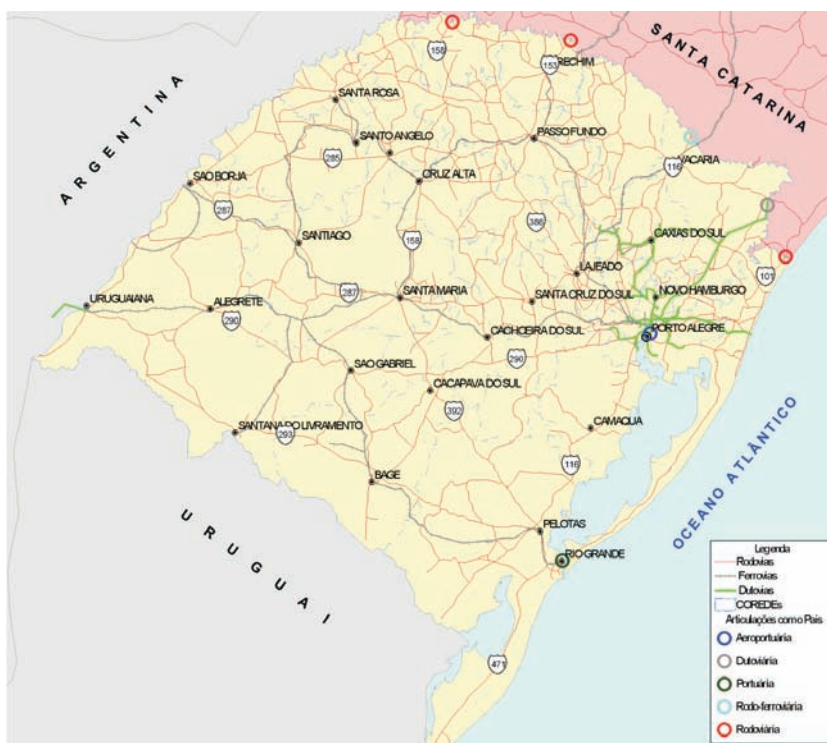 SANTA CATARINA
ARGENTINA
URUGUAI
OCEANO ATLÂNTICO
158
153
RECHIM
SANTA ROSA
SANTO ANGELO
PASSO FUNDO
285
CRUZ ALTA
VACARIA
116
SAO BORJA
287
386
158
SANTIAGO
CAXIAS DO SUL
LAJEADO
101
URUGUAIANA
ALEGRETE
287
SANTA MARIA
SANTA CRUZ DO SUL
NOVO HAMBURGO
290
CACHOEIRA DO SUL
PORTO ALEGRE
290
SAO GABRIEL
CACAPAVA DO SUL
392
SANTANA DO LIVRAMENTO
293
CAMAQUA
116
BAGE
PELOTAS
RIO GRANDE
471
Legenda
Rodovias
Ferrovias
Dutovias
COREDEs
Articulações como País
Aeroportuária
Dutoviária
Portuária
Rodo-ferroviária
Rodoviária